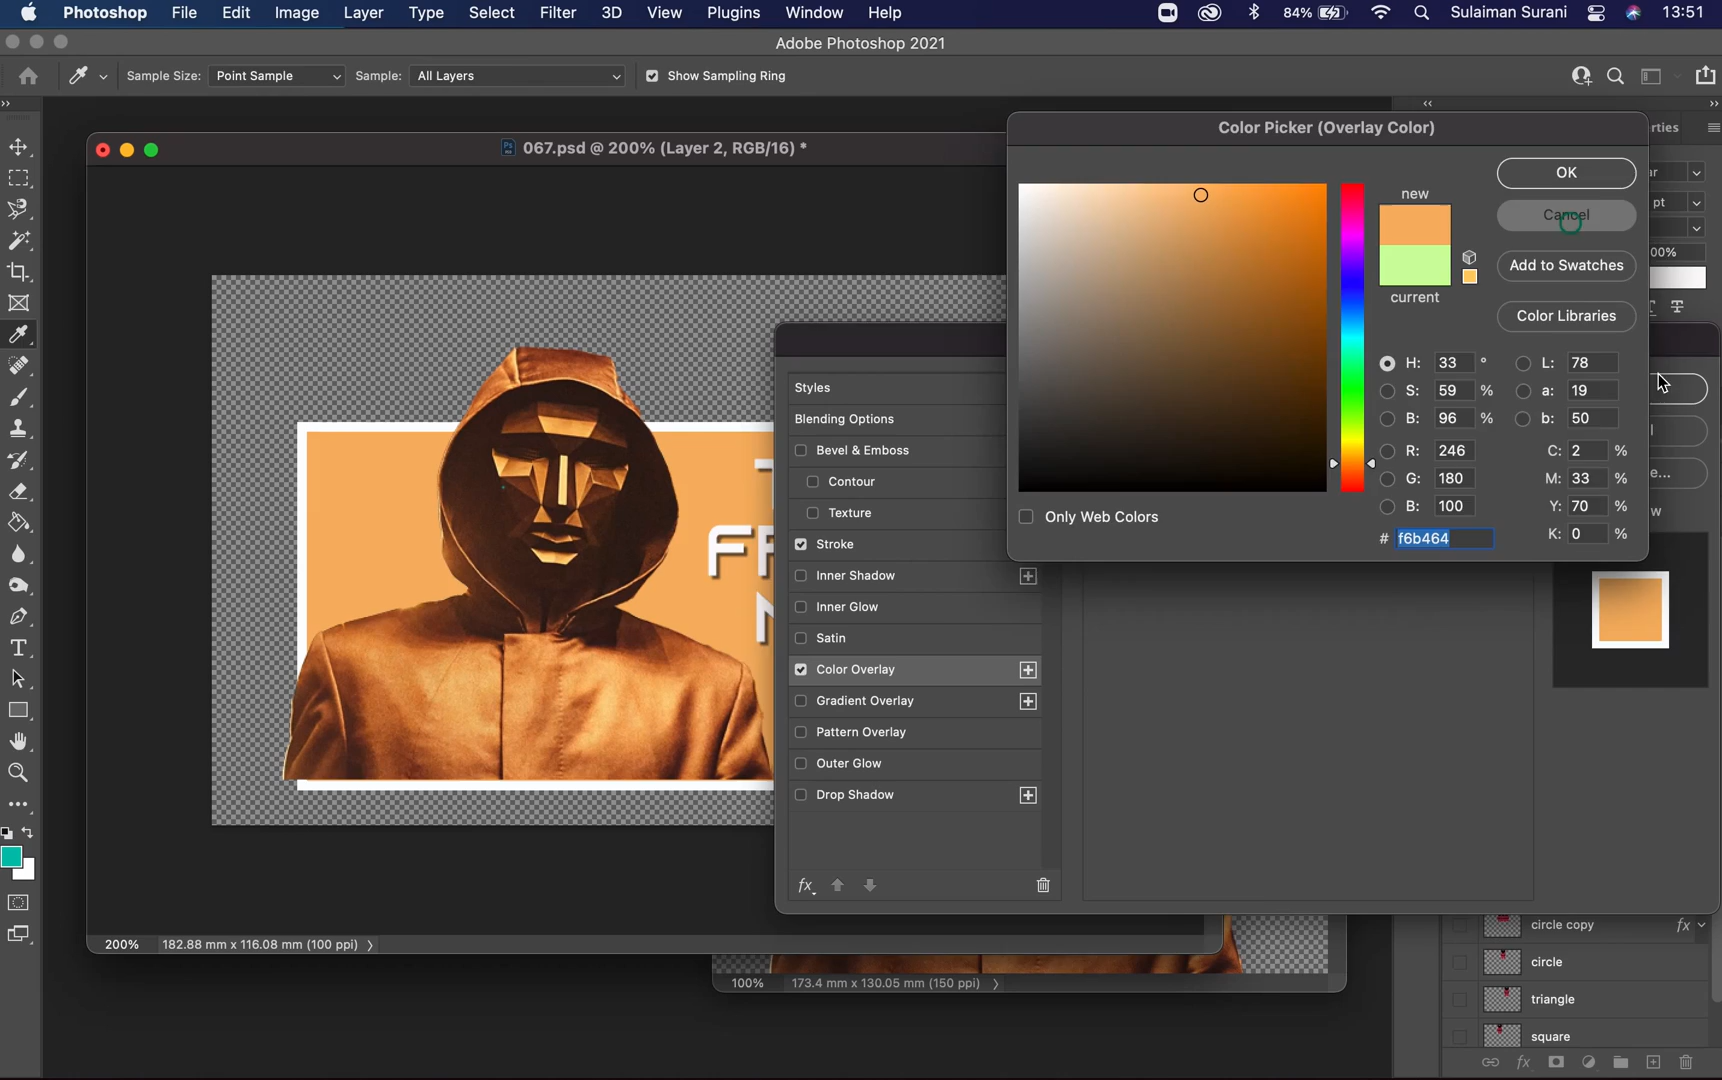 Photoshop File Edit Image Layer Type Select Filter 3D View Plugins Window Help 84% Sulaiman Surani 13:51
Adobe Photoshop 2021
Sample Size: Point Sample Sample: All Layers Show Sampling Ring
067.psd @ 200% (Layer 2, RGB/16) *
Color Picker (Overlay Color)
rties
new
current
OK
Cancel
Add to Swatches
Color Libraries
pt
00%
H: 33 ° L: 78
S: 59 % a: 19
B: 96 % b: 50
R: 246 C: 2 %
G: 180 M: 33 %
B: 100 Y: 70 %
# f6b464 K: 0 %
Only Web Colors
Styles
Blending Options
Bevel & Emboss
Contour
Texture
Stroke
Inner Shadow
Inner Glow
Satin
Color Overlay
Gradient Overlay
Pattern Overlay
Outer Glow
Drop Shadow
fx
200% 182.88 mm x 116.08 mm (100 ppi)
100% 173.4 mm x 130.05 mm (150 ppi)
circle copy fx
circle
triangle
square
fx